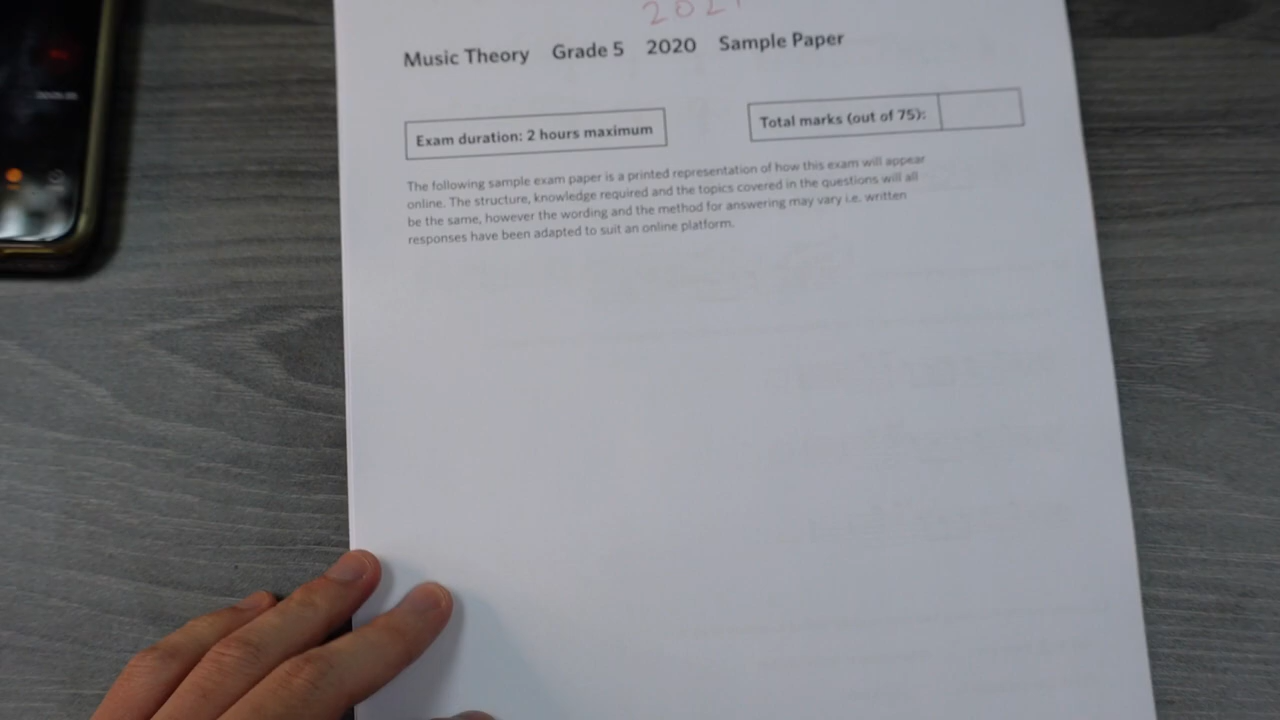 2021
Music Theory Grade 5 2020 Sample Paper
Exam duration: 2 hours maximum
Total marks (out of 75):
The following sample exam paper is a printed representation of how this exam will appear
online. The structure, knowledge required and the topics covered in the questions will all
be the same, however the wording and the method for answering may vary i.e. written
responses have been adapted to suit an online platform.